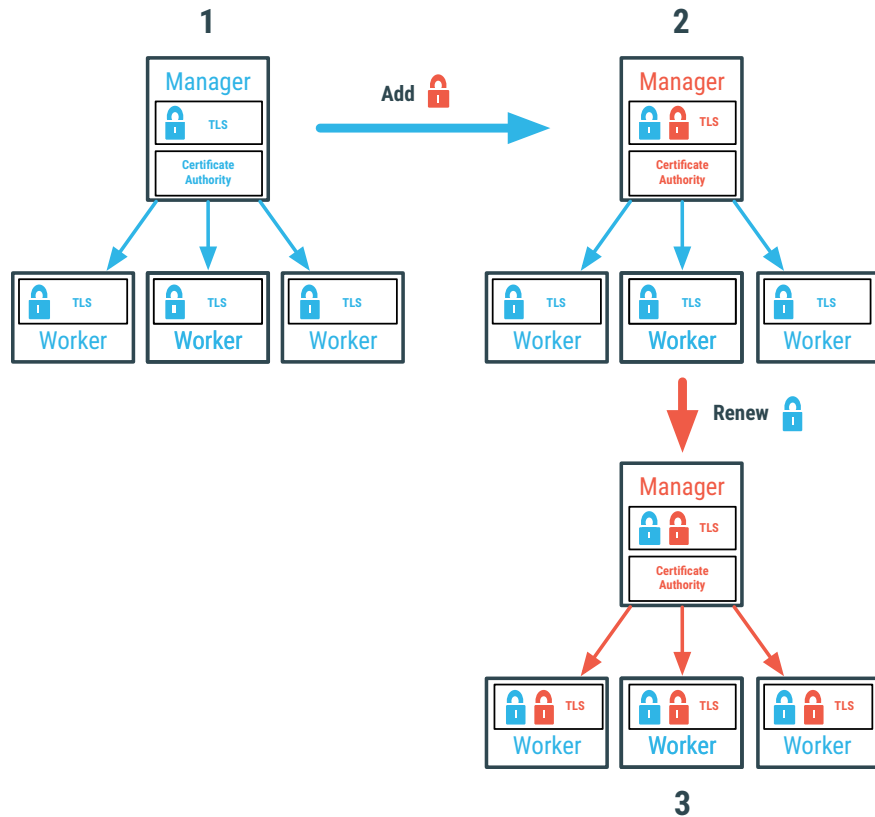 1
Manager
TLS
Certificate
Authority
TLS
TLS
TLS
Worker
Worker
Worker
Add
2
Manager
TLS
Certificate
Authority
TLS
TLS
TLS
Worker
Worker
Worker
Renew
Manager
TLS
Certificate
Authority
TLS
TLS
TLS
Worker
Worker
Worker
3